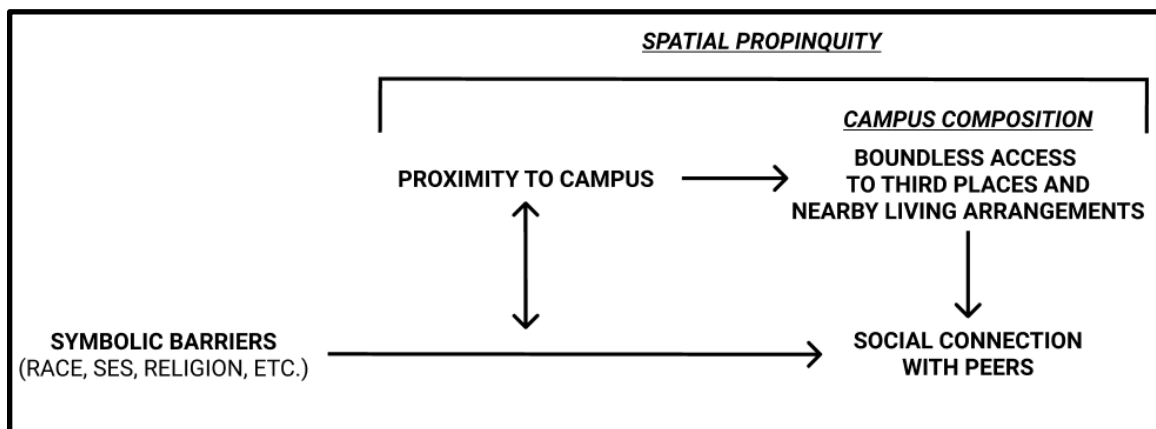 SPATIAL PROPINQUITY
CAMPUS COMPOSITION
PROXIMITY TO CAMPUS
BOUNDLESS ACCESS
TO THIRD PLACES AND
NEARBY LIVING ARRANGEMENTS
SYMBOLIC BARRIERS
(RACE, SES, RELIGION, ETC.)
SOCIAL CONNECTION
WITH PEERS